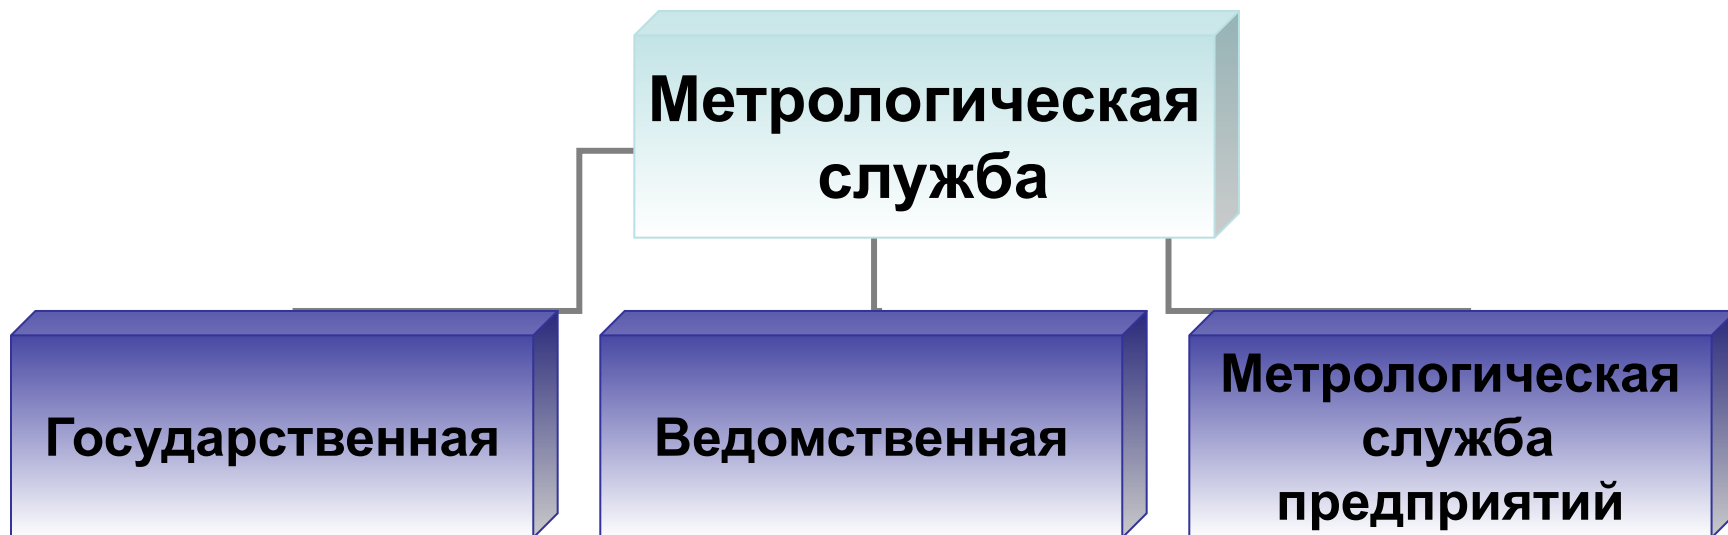 Метрологическая
служба
Государственная
Ведомственная
Метрологическая
служба
предприятий